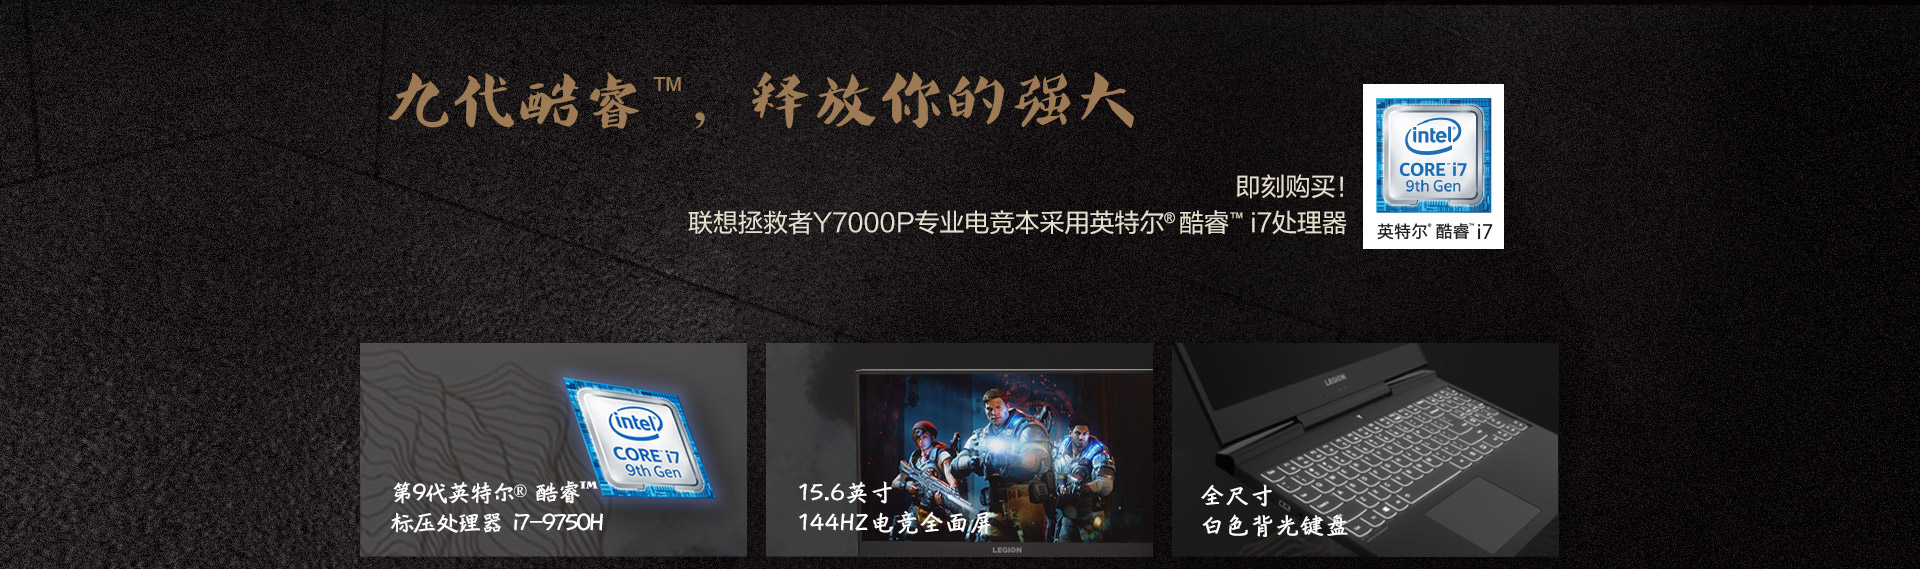 九代酷睿™，释放你的强大
即刻购买！
联想拯救者Y7000P专业电竞本采用英特尔® 酷睿™ i7处理器
intel
CORE i7
9th Gen
英特尔® 酷睿™ i7
intel
CORE i7
9th Gen
第9代英特尔® 酷睿™
标压处理器 i7-9750H
15.6英寸
144HZ电竞全面屏
LEGION
LEGION
全尺寸
白色背光键盘